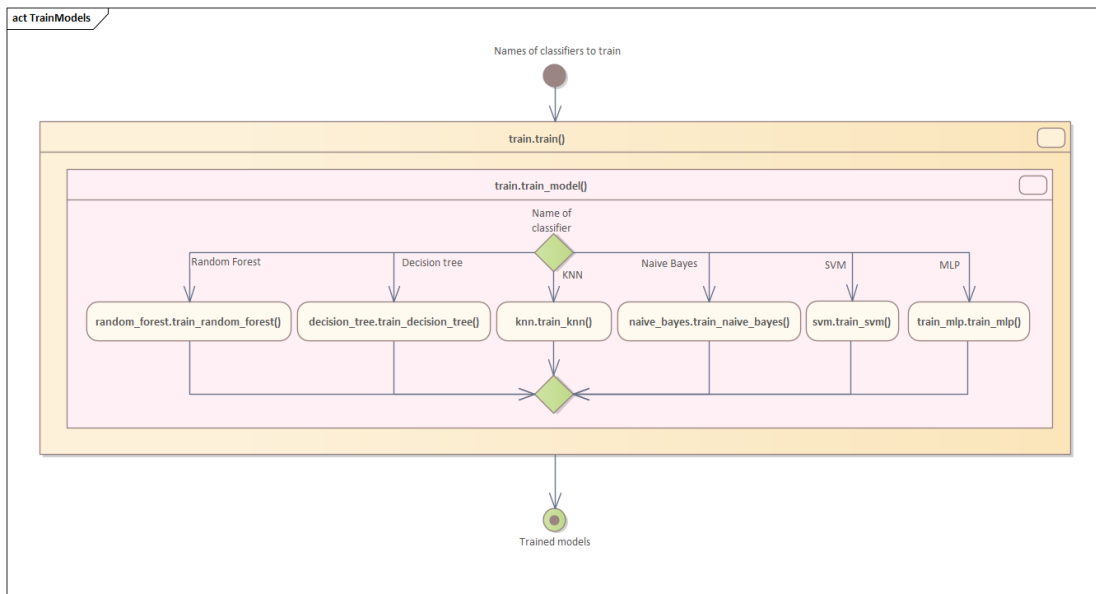 act TrainModels
Names of classifiers to train
train.train()
train.train_model()
Name of
classifier
Random Forest
Decision tree
KNN
Naive Bayes
SVM
MLP
random_forest.train_random_forest()
decision_tree.train_decision_tree()
knn.train_knn()
naive_bayes.train_naive_bayes()
svm.train_svm()
train_mlp.train_mlp()
Trained models